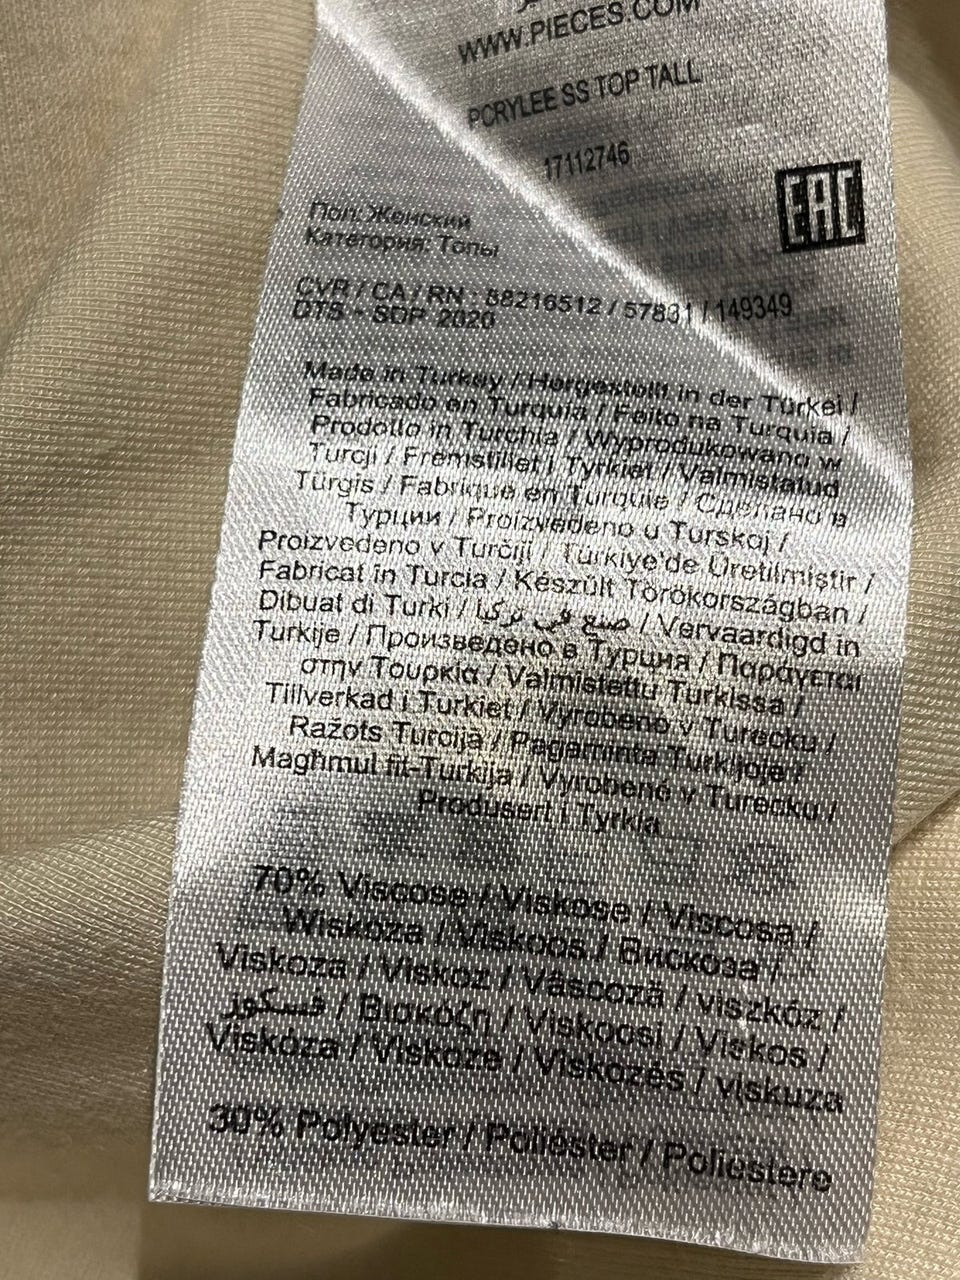 WWW.PIECES.COM
PCRYLEE SS TOP TALL
17112746
EAC
Пол: Женский
Категория: Топы
CVR / CA / RN : 88216512 / 57831 / 149349
DTS - SDP 2020
Made in Turkey / Hergestellt in der Türkei /
Fabricado en Turquía / Feito na Turquia /
Prodotto in Turchia / Wyprodukowano w
Turcji / Fremstillet i Tyrkiet / Valmistatud
Türgis / Fabriqué en Turquie / Сделано в
Турции / Proizvedeno u Turskoj /
Proizvedeno v Turčiji / Türkiye'de Üretilmiştir /
Fabricat în Turcia / Készült Törökországban /
Dibuat di Turki / صنع في تركيا / Vervaardigd in
Turkije / Произведено в Турция / Παράγεται
στην Τουρκία / Valmistettu Turkissa /
Tillverkad i Turkiet / Vyrobeno v Turecku /
Ražots Turcijā / Pagaminta Turkijoje /
Magħmul fit-Turkija / Vyrobené v Turecku /
Produsert i Tyrkia
70% Viscose / Viskose / Viscosa /
Wiskoza / Viskoos / Вискоза /
Viskoza / Viskoz / Vâscoză / viszkóz /
فسكوز / Βισκόζη / Viskoosi / Viskos /
Viskóza / Viskoze / Viskozės / viskuza
30% Polyester / Poliéster / Poliestere